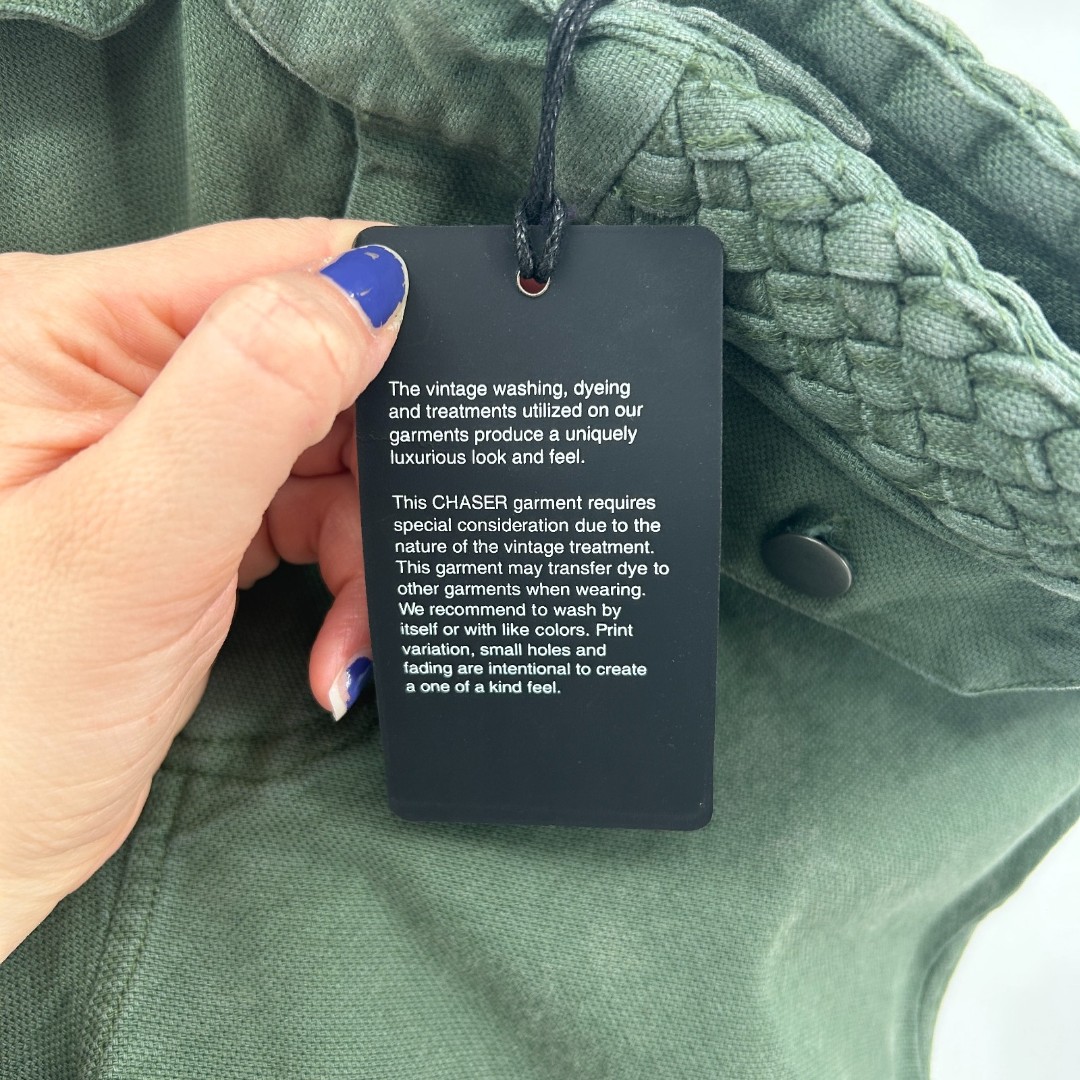 The vintage washing, dyeing
and treatments utilized on our
garments produce a uniquely
luxurious look and feel.
This CHASER garment requires
special consideration due to the
nature of the vintage treatment.
This garment may transfer dye to
other garments when wearing.
We recommend to wash by
itself or with like colors. Print
variation, small holes and
fading are intentional to create
a one of a kind feel.